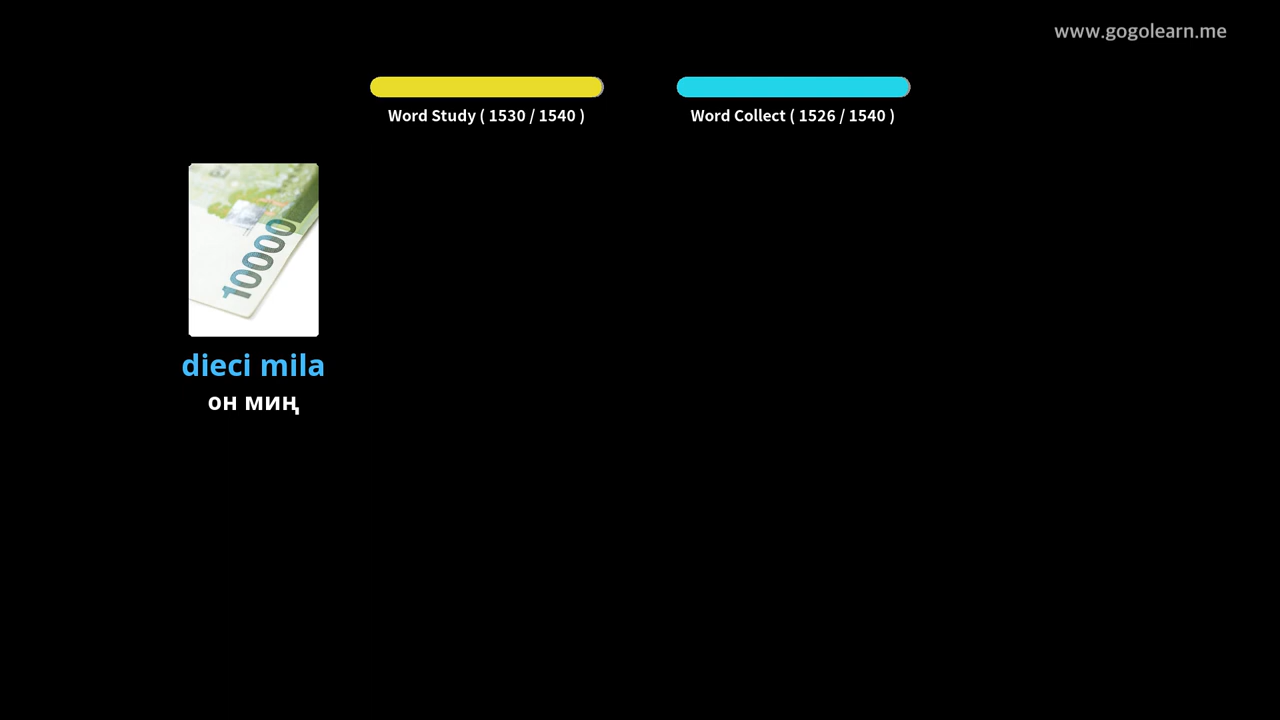 www.gogolearn.me
Word Study ( 1530 / 1540 )
Word Collect ( 1526 / 1540 )
10000
dieci mila
он миң